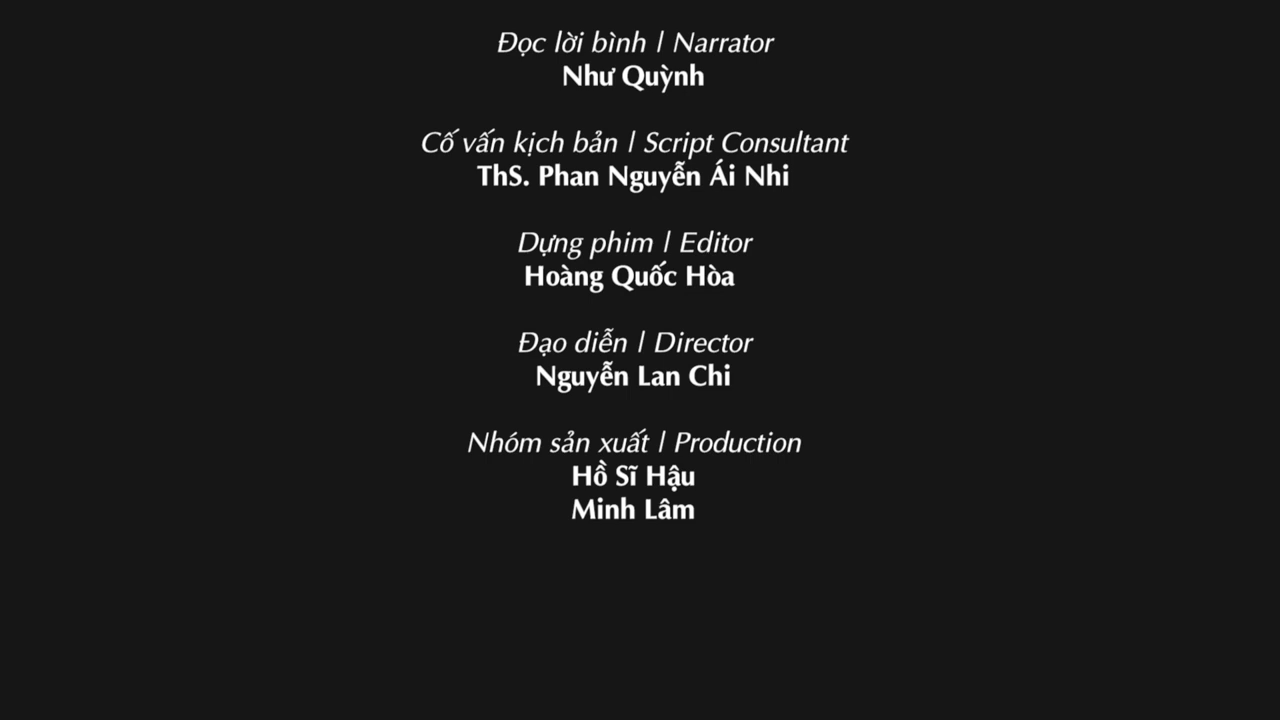 Đọc lời bình | Narrator
Như Quỳnh
Cố vấn kịch bản | Script Consultant
ThS. Phan Nguyễn Ái Nhi
Dựng phim | Editor
Hoàng Quốc Hòa
Đạo diễn | Director
Nguyễn Lan Chi
Nhóm sản xuất | Production
Hồ Sĩ Hậu
Minh Lâm